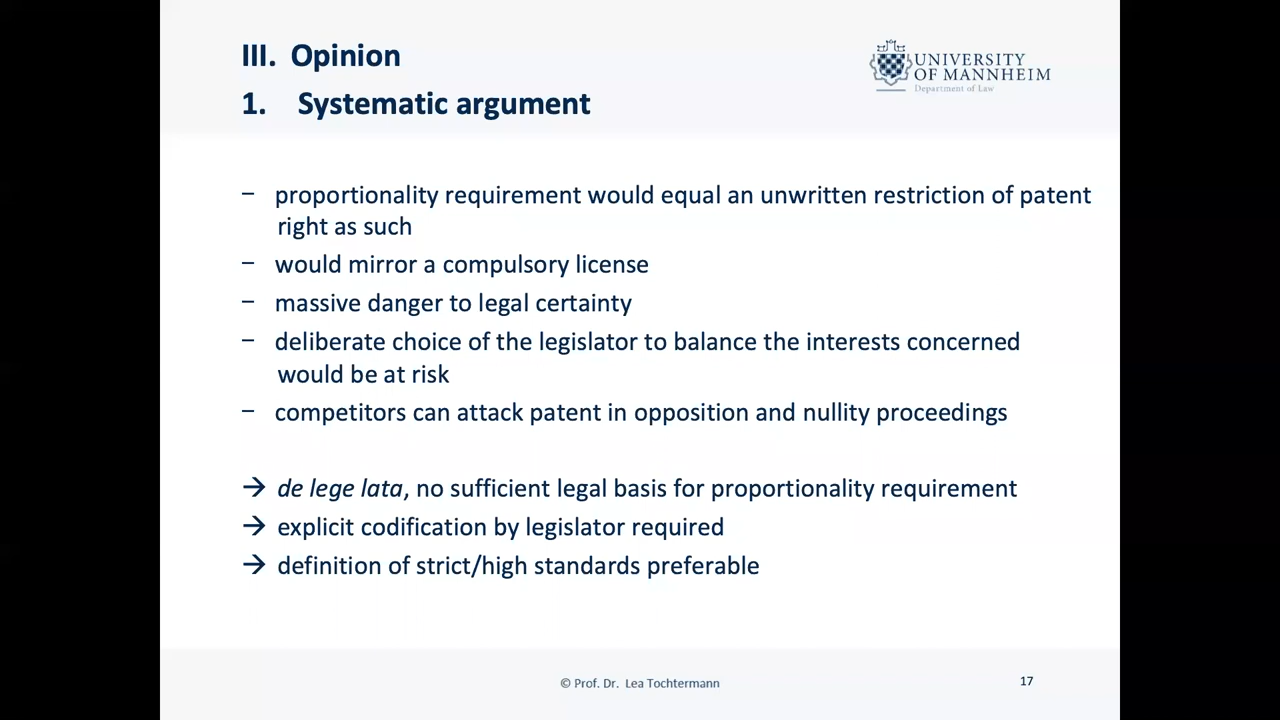 III. Opinion
1. Systematic argument
UNIVERSITY
OF MANNHEIM
Department of Law
– proportionality requirement would equal an unwritten restriction of patent
right as such
– would mirror a compulsory license
– massive danger to legal certainty
– deliberate choice of the legislator to balance the interests concerned
would be at risk
– competitors can attack patent in opposition and nullity proceedings
→ de lege lata, no sufficient legal basis for proportionality requirement
→ explicit codification by legislator required
→ definition of strict/high standards preferable
© Prof. Dr. Lea Tochtermann
17